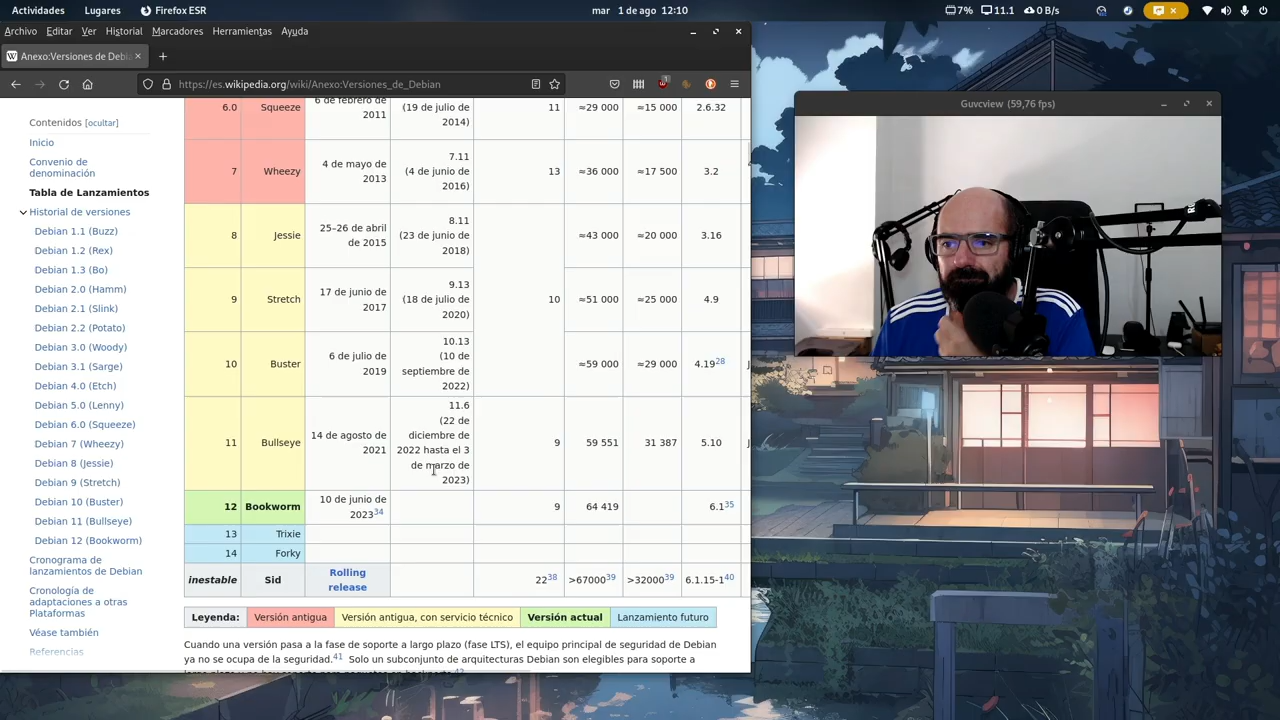 Actividades Lugares Firefox ESR mar 1 de ago 12:10 7% 11.1 0 B/s
Archivo Editar Ver Historial Marcadores Herramientas Ayuda
Anexo:Versiones de Debi
https://es.wikipedia.org/wiki/Anexo:Versiones_de_Debian
1
Contenidos [ocultar]
Inicio
Convenio de
denominación
Tabla de Lanzamientos
Historial de versiones
Debian 1.1 (Buzz)
Debian 1.2 (Rex)
Debian 1.3 (Bo)
Debian 2.0 (Hamm)
Debian 2.1 (Slink)
Debian 2.2 (Potato)
Debian 3.0 (Woody)
Debian 3.1 (Sarge)
Debian 4.0 (Etch)
Debian 5.0 (Lenny)
Debian 6.0 (Squeeze)
Debian 7 (Wheezy)
Debian 8 (Jessie)
Debian 9 (Stretch)
Debian 10 (Buster)
Debian 11 (Bullseye)
Debian 12 (Bookworm)
Cronograma de
lanzamientos de Debian
Cronología de
adaptaciones a otras
Plataformas
Véase también
Referencias
6.0 Squeeze 6 de febrero de
2011
(19 de julio de
2014)
11 ≈29 000 ≈15 000 2.6.32
7 Wheezy 4 de mayo de
2013
7.11
(4 de junio de
2016)
13 ≈36 000 ≈17 500 3.2
8 Jessie 25–26 de abril
de 2015
8.11
(23 de junio de
2018)
≈43 000 ≈20 000 3.16
9 Stretch 17 de junio de
2017
9.13
(18 de julio de
2020)
10 ≈51 000 ≈25 000 4.9
10 Buster 6 de julio de
2019
10.13
(10 de
septiembre de
2022)
≈59 000 ≈29 000 4.19 28
11 Bullseye 14 de agosto de
2021
11.6
(22 de
diciembre de
2022 hasta el 3
de marzo de
2023)
9 59 551 31 387 5.10
12 Bookworm 10 de junio de
2023 34
9 64 419 6.1 35
13 Trixie
14 Forky
inestable Sid Rolling
release
22 38 >67000 39 >32000 39 6.1.15-1 40
Leyenda: Versión antigua Versión antigua, con servicio técnico Versión actual Lanzamiento futuro
Cuando una versión pasa a la fase de soporte a largo plazo (fase LTS), el equipo principal de seguridad de Debian
ya no se ocupa de la seguridad. 41 Solo un subconjunto de arquitecturas Debian son elegibles para soporte a
Guvcview (59,76 fps)